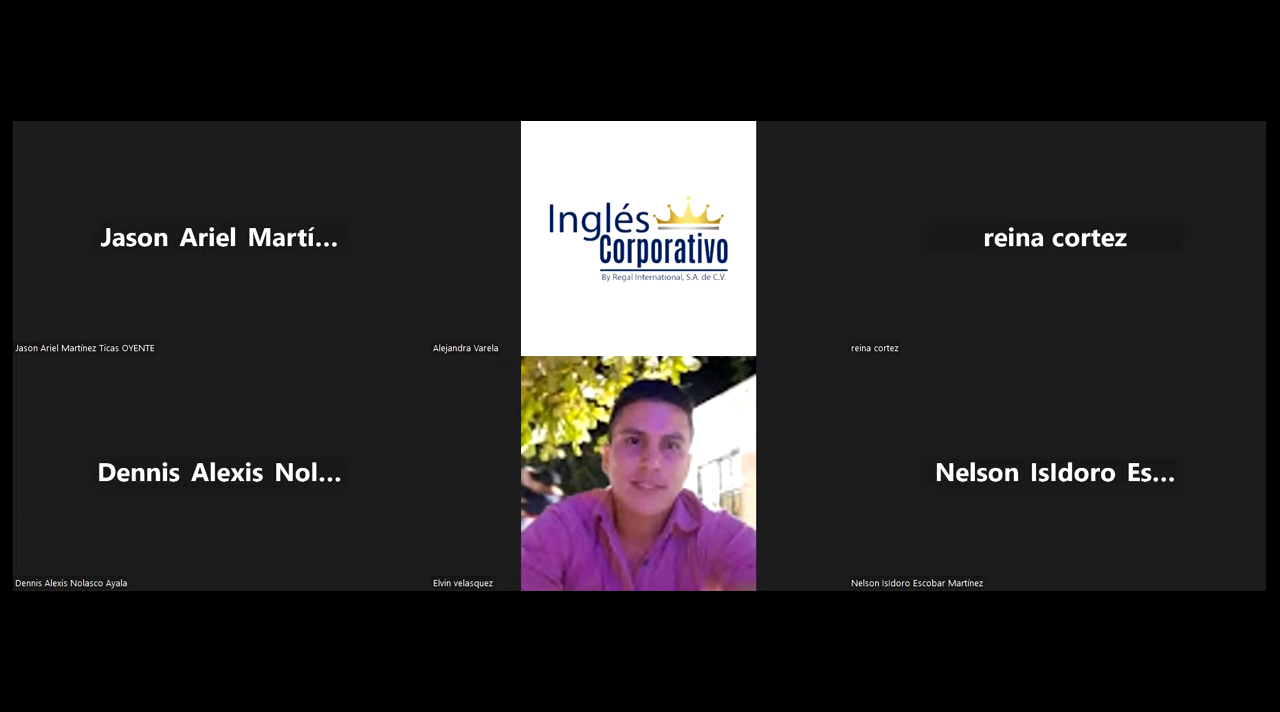 Jason Ariel Martí...
Inglés
Corporativo
By Regal International, S.A. de C.V.
reina cortez
Jason Ariel Martínez Ticas OYENTE
Alejandra Varela
reina cortez
Dennis Alexis Nol...
Nelson IsIdoro Es...
Dennis Alexis Nolasco Ayala
Elvin velasquez
Nelson IsIdoro Escobar Martínez